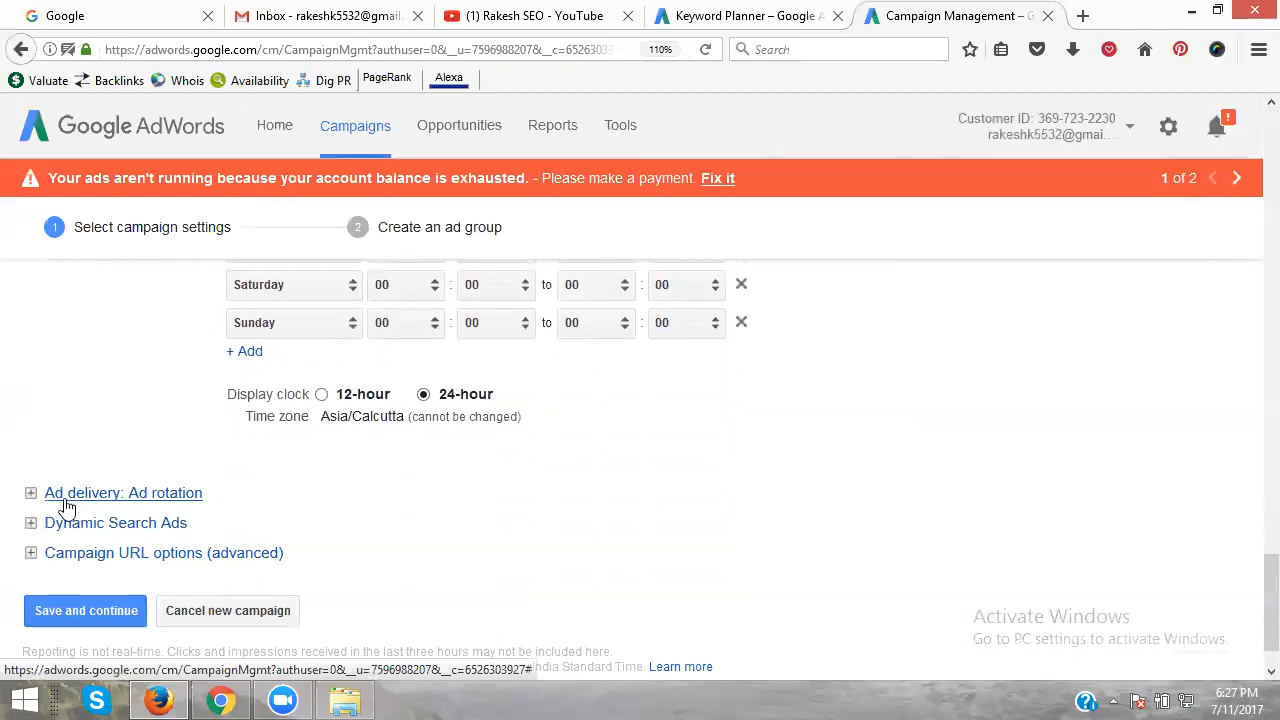 Google
Inbox - rakeshk5532@gmail.
(1) Rakesh SEO - YouTube
Keyword Planner – Google A
Campaign Management – G
https://adwords.google.com/cm/CampaignMgmt?authuser=0&__u=7596988207&__c=6526303
110%
Search
Valuate
Backlinks
Whois
Availability
Dig PR
PageRank
Alexa
Google AdWords
Home
Campaigns
Opportunities
Reports
Tools
Customer ID: 369-723-2230
rakeshk5532@gmai...
!
Your ads aren't running because your account balance is exhausted. - Please make a payment. Fix it
1 of 2
1 Select campaign settings
2 Create an ad group
Saturday 00 : 00 to 00 : 00
Sunday 00 : 00 to 00 : 00
+ Add
Display clock 12-hour 24-hour
Time zone Asia/Calcutta (cannot be changed)
Ad delivery: Ad rotation
Dynamic Search Ads
Campaign URL options (advanced)
Save and continue
Cancel new campaign
Activate Windows
Go to PC settings to activate Windows.
Reporting is not real-time. Clicks and impressions received in the last three hours may not be included here.
https://adwords.google.com/cm/CampaignMgmt?authuser=0&__u=7596988207&__c=6526303927#
India Standard Time. Learn more
6:27 PM
7/11/2017